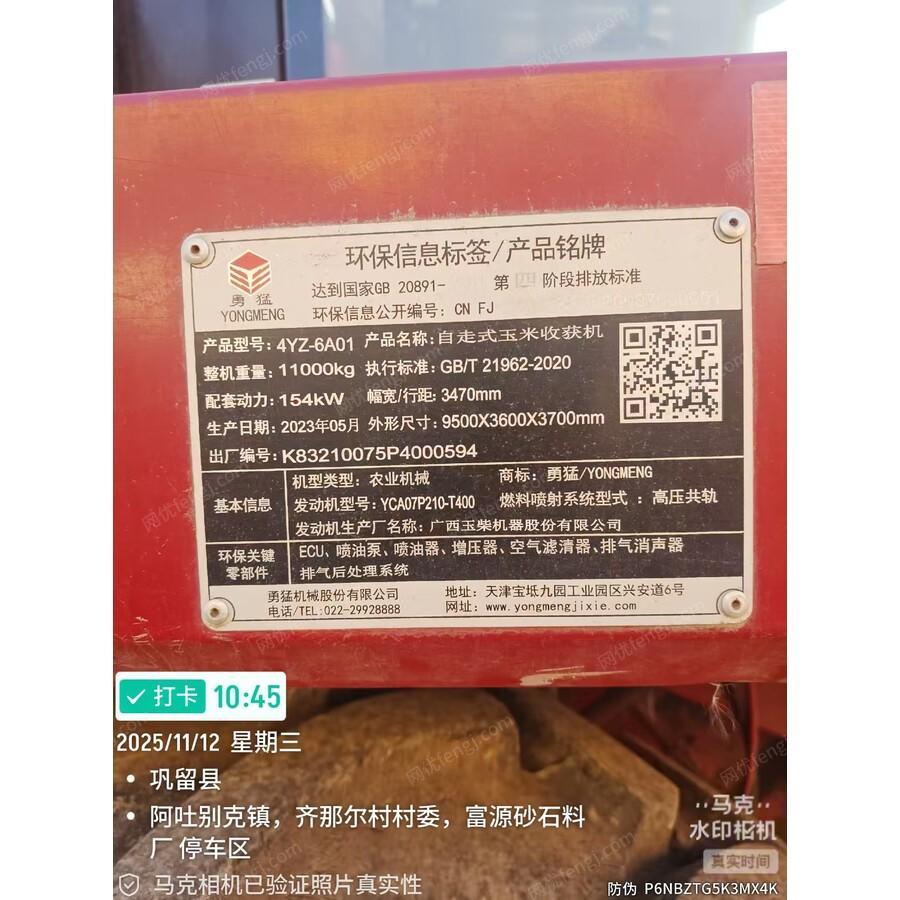 环保信息标签/产品铭牌
达到国家GB 20891- 第四阶段排放标准
环保信息公开编号: CN FJ
勇猛
YONGMENG
产品型号: 4YZ-6A01 产品名称: 自走式玉米收获机
整机重量: 11000kg 执行标准: GB/T 21962-2020
配套动力: 154kW 幅宽/行距: 3470mm
生产日期: 2023年05月 外形尺寸: 9500X3600X3700mm
出厂编号: K83210075P4000594
基本信息
机型类型: 农业机械 商标: 勇猛/YONGMENG
发动机型号: YCA07P210-T400 燃料喷射系统型式: 高压共轨
发动机生产厂名称: 广西玉柴机器股份有限公司
环保关键
零部件
ECU、喷油泵、喷油器、增压器、空气滤清器、排气消声器
排气后处理系统
勇猛机械股份有限公司 地址: 天津宝坻九园工业园区兴安道6号
电话/TEL:022-29928888 网址: www.yongmengjixie.com
打卡 10:45
2025/11/12 星期三
• 巩留县
• 阿吐别克镇，齐那尔村村委，富源砂石料
厂停车区
马克相机已验证照片真实性
马克
水印相机
真实时间
防伪 P6NBZTG5K3MX4K
网优fengj.com